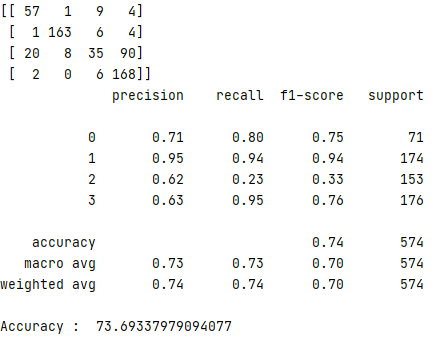 [[ 57   1   9   4]
 [  1 163   6   4]
 [ 20   8  35  90]
 [  2   0   6 168]]
              precision    recall  f1-score   support

           0       0.71      0.80      0.75        71
           1       0.95      0.94      0.94       174
           2       0.62      0.23      0.33       153
           3       0.63      0.95      0.76       176

    accuracy                           0.74       574
   macro avg       0.73      0.73      0.70       574
weighted avg       0.74      0.74      0.70       574

Accuracy :  73.69337979094077